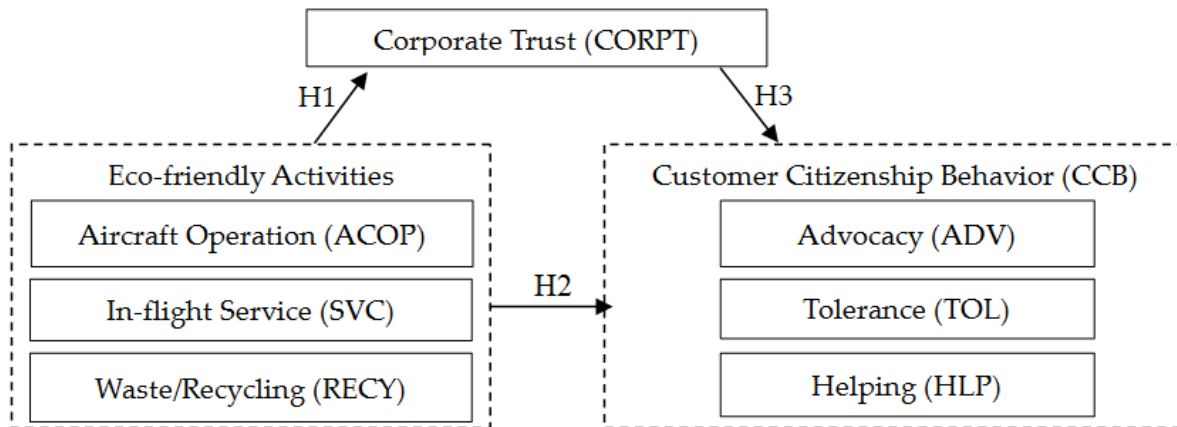 Corporate Trust (CORPT)
H1
H3
Eco-friendly Activities
Aircraft Operation (ACOP)
In-flight Service (SVC)
Waste/Recycling (RECY)
H2
Customer Citizenship Behavior (CCB)
Advocacy (ADV)
Tolerance (TOL)
Helping (HLP)